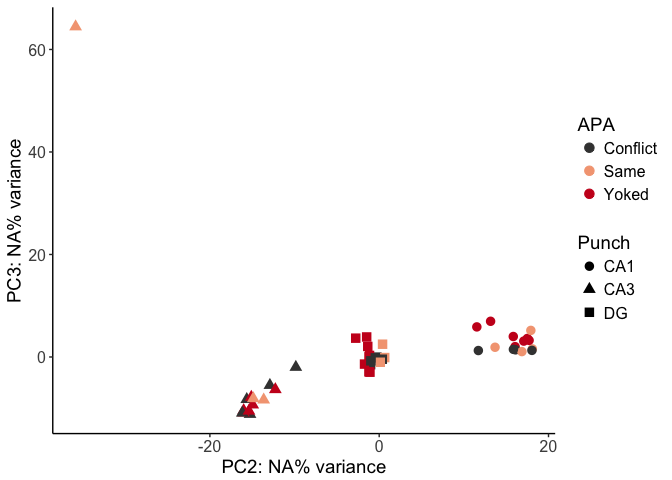 60
40
20
0
-20
0
20
PC3: NA% variance
PC2: NA% variance
APA
Conflict
Same
Yoked
Punch
CA1
CA3
DG